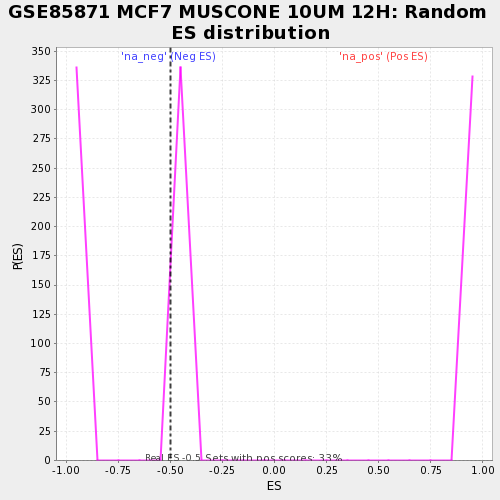 GSE85871 MCF7 MUSCONE 10UM 12H: Random
ES distribution
'na_neg' (Neg ES)
'na_pos' (Pos ES)
350
325
300
275
250
225
200
175
150
125
100
75
50
25
0
P(ES)
Real ES -0.5 Sets with pos scores: 33%
-1.00 -0.75 -0.50 -0.25 0.00 0.25 0.50 0.75 1.00
ES